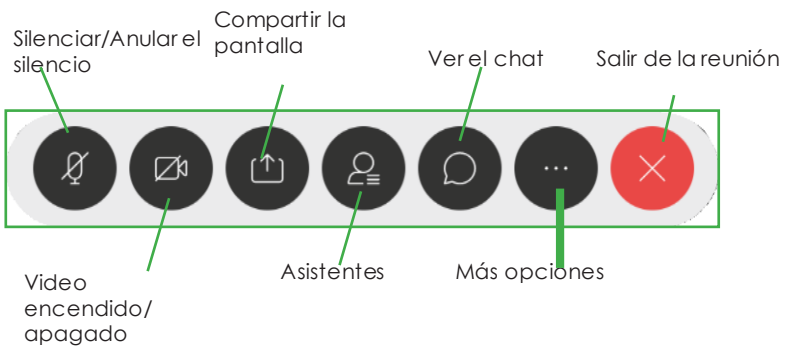 Silenciar/Anular el
silencio
Compartir la
pantalla
Ver el chat
Salir de la reunión
Video
encendido/
apagado
Asistentes
Más opciones